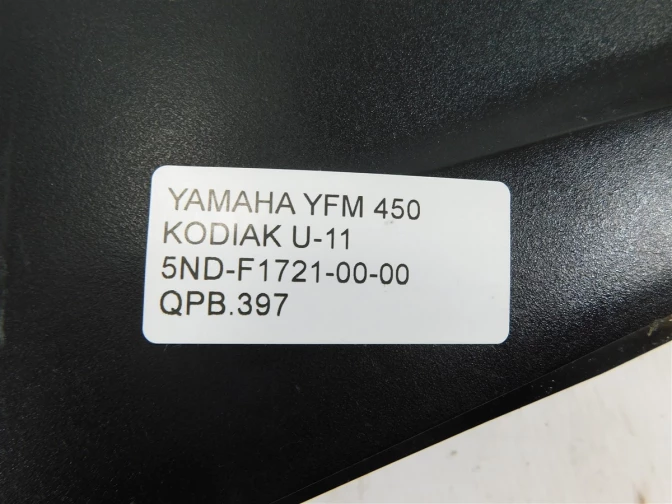 YAMAHA YFM 450
KODIAK U-11
5ND-F1721-00-00
QPB.397